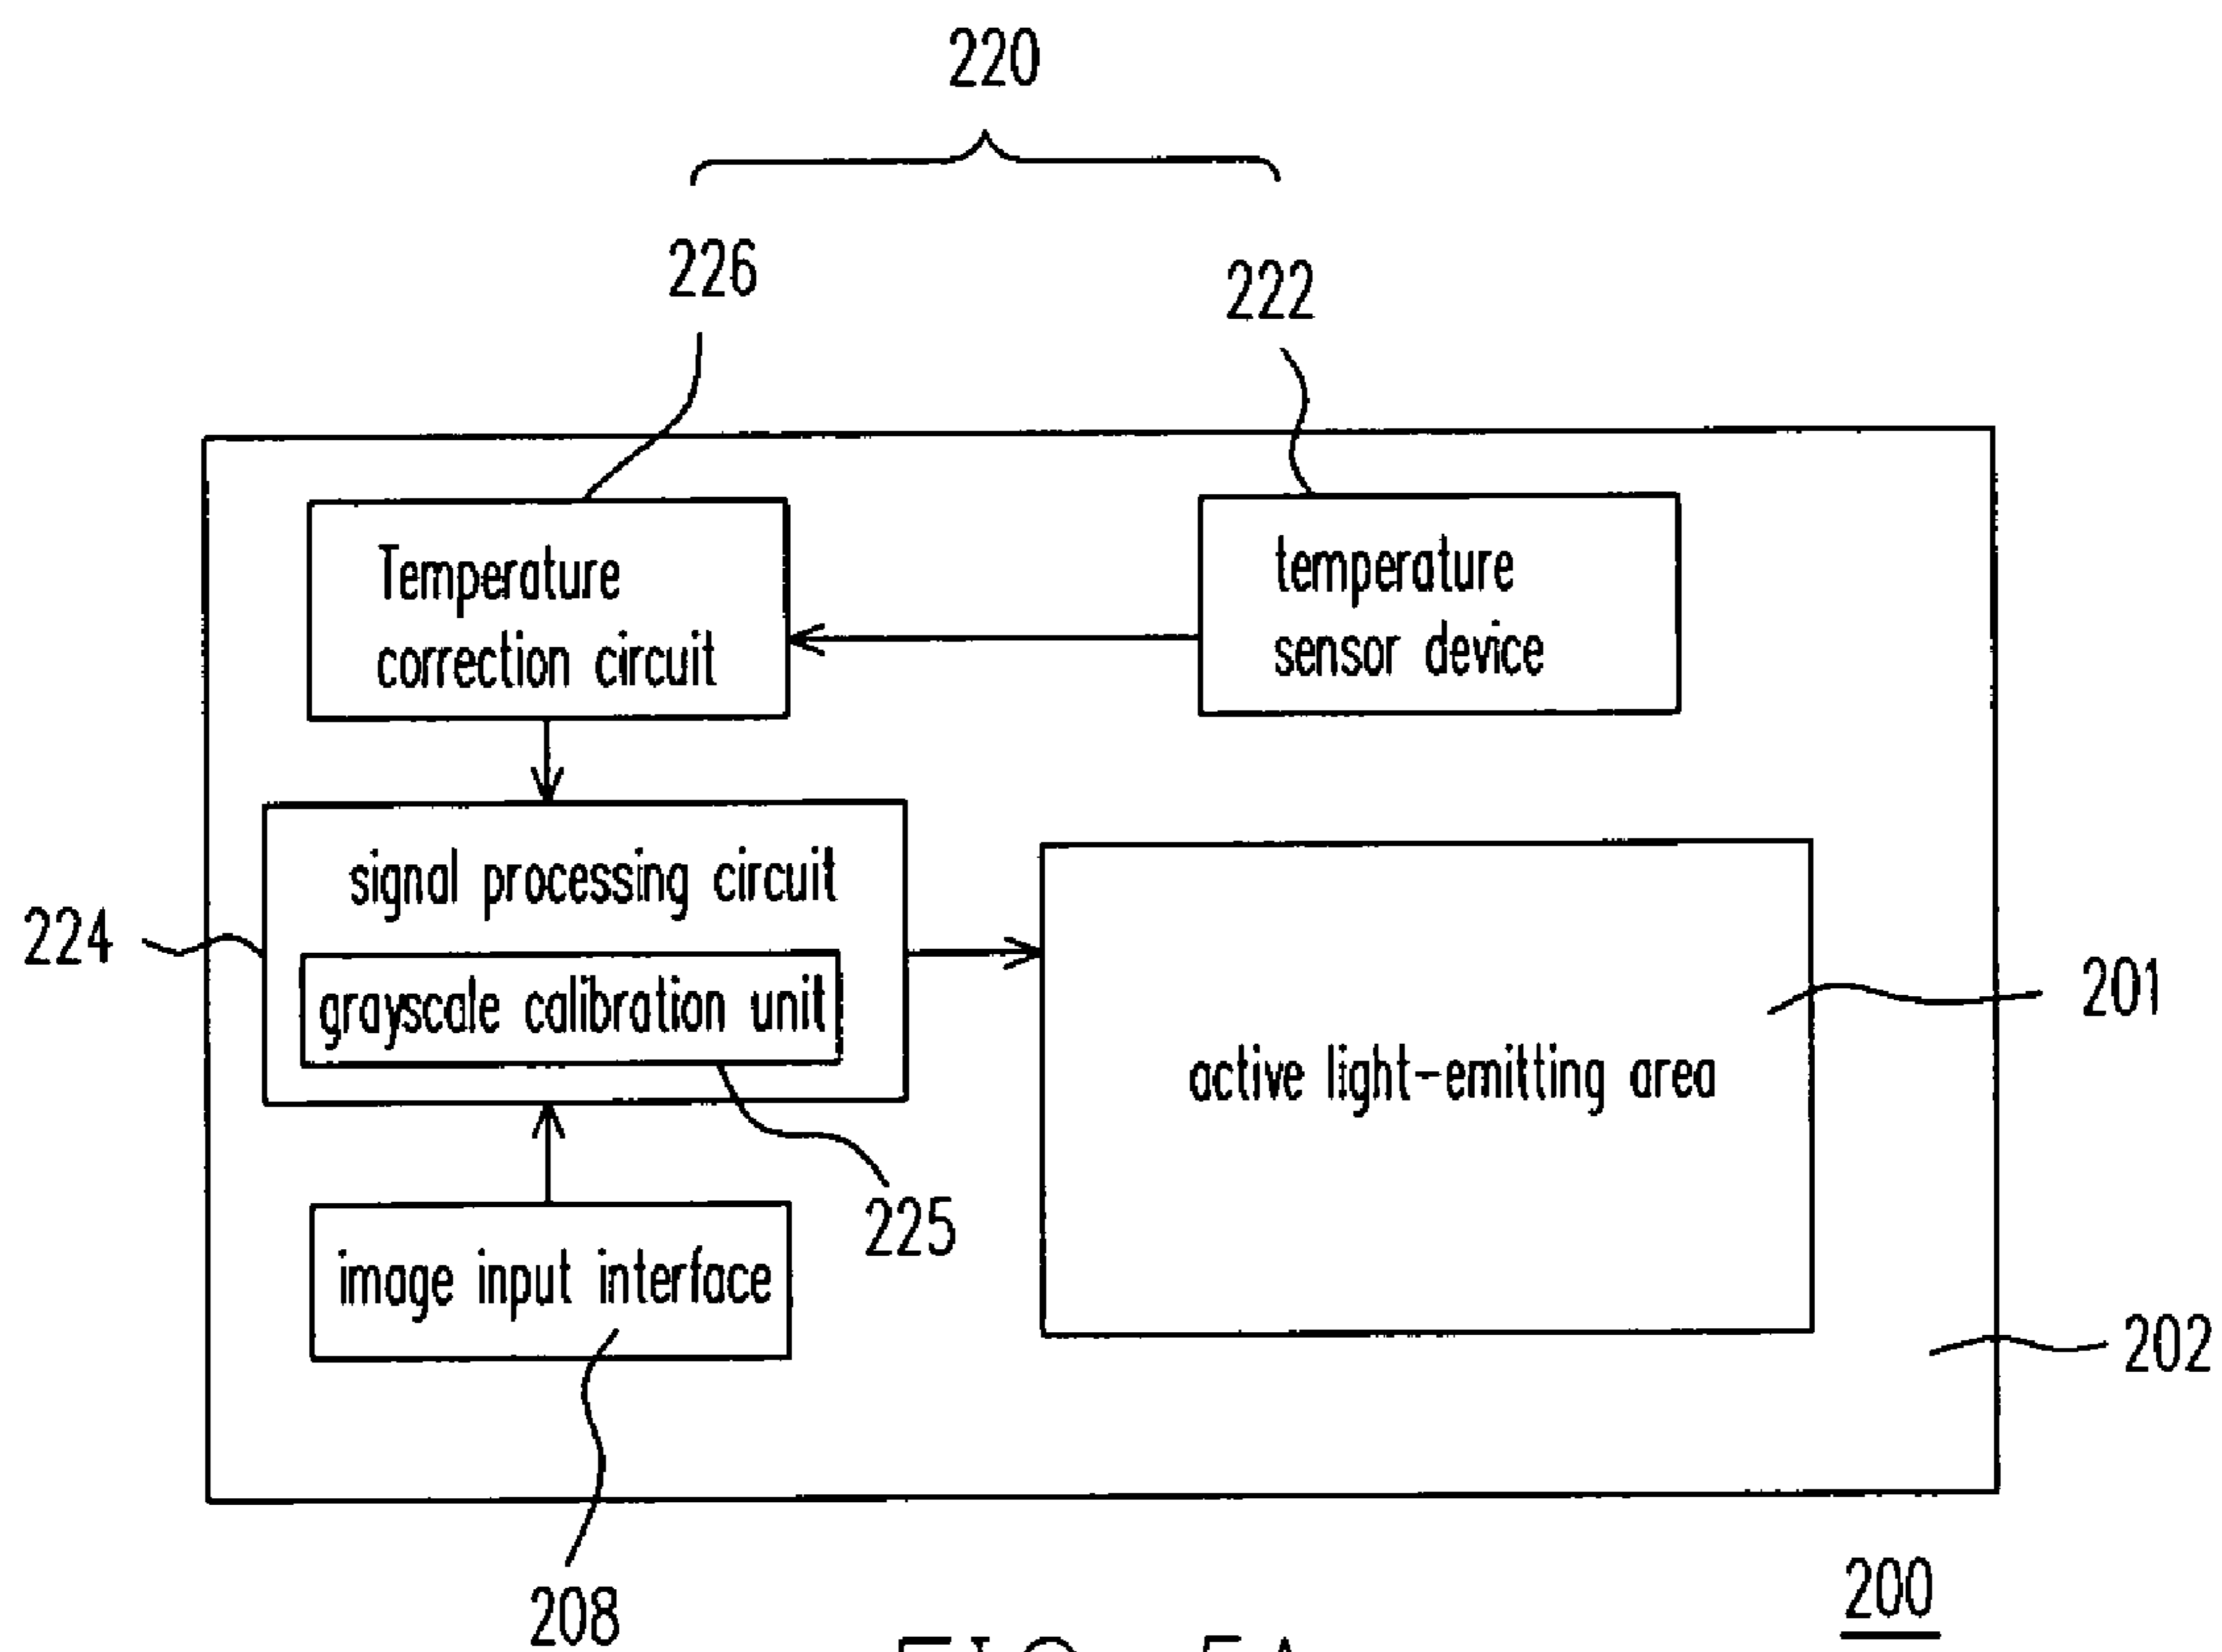 220
226
222
Temperature
correction circuit
temperature
sensor device
signal processing circuit
224
grayscale calibration unit
201
active light-emitting area
225
image input interface
202
208
200